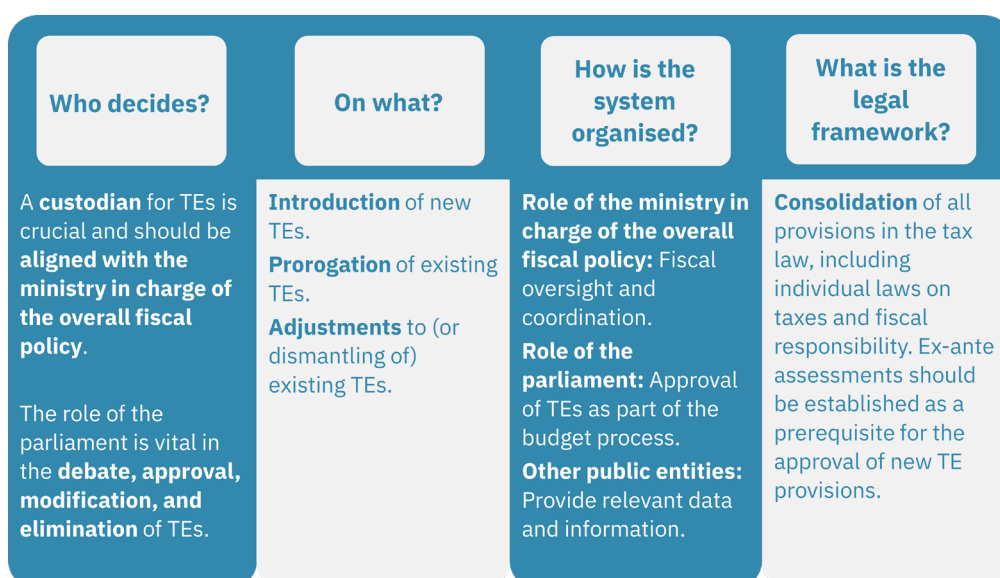 Who decides?
A custodian for TEs is
crucial and should be
aligned with the
ministry in charge of
the overall fiscal
policy.
The role of the
parliament is vital in
the debate, approval,
modification, and
elimination of TEs.
On what?
Introduction of new
TEs.
Prorogation of existing
TEs.
Adjustments to (or
dismantling of)
existing TEs.
How is the
system
organised?
Role of the ministry in
charge of the overall
fiscal policy: Fiscal
oversight and
coordination.
Role of the
parliament: Approval
of TEs as part of the
budget process.
Other public entities:
Provide relevant data
and information.
What is the
legal
framework?
Consolidation of all
provisions in the tax
law, including
individual laws on
taxes and fiscal
responsibility. Ex-ante
assessments should
be established as a
prerequisite for the
approval of new TE
provisions.